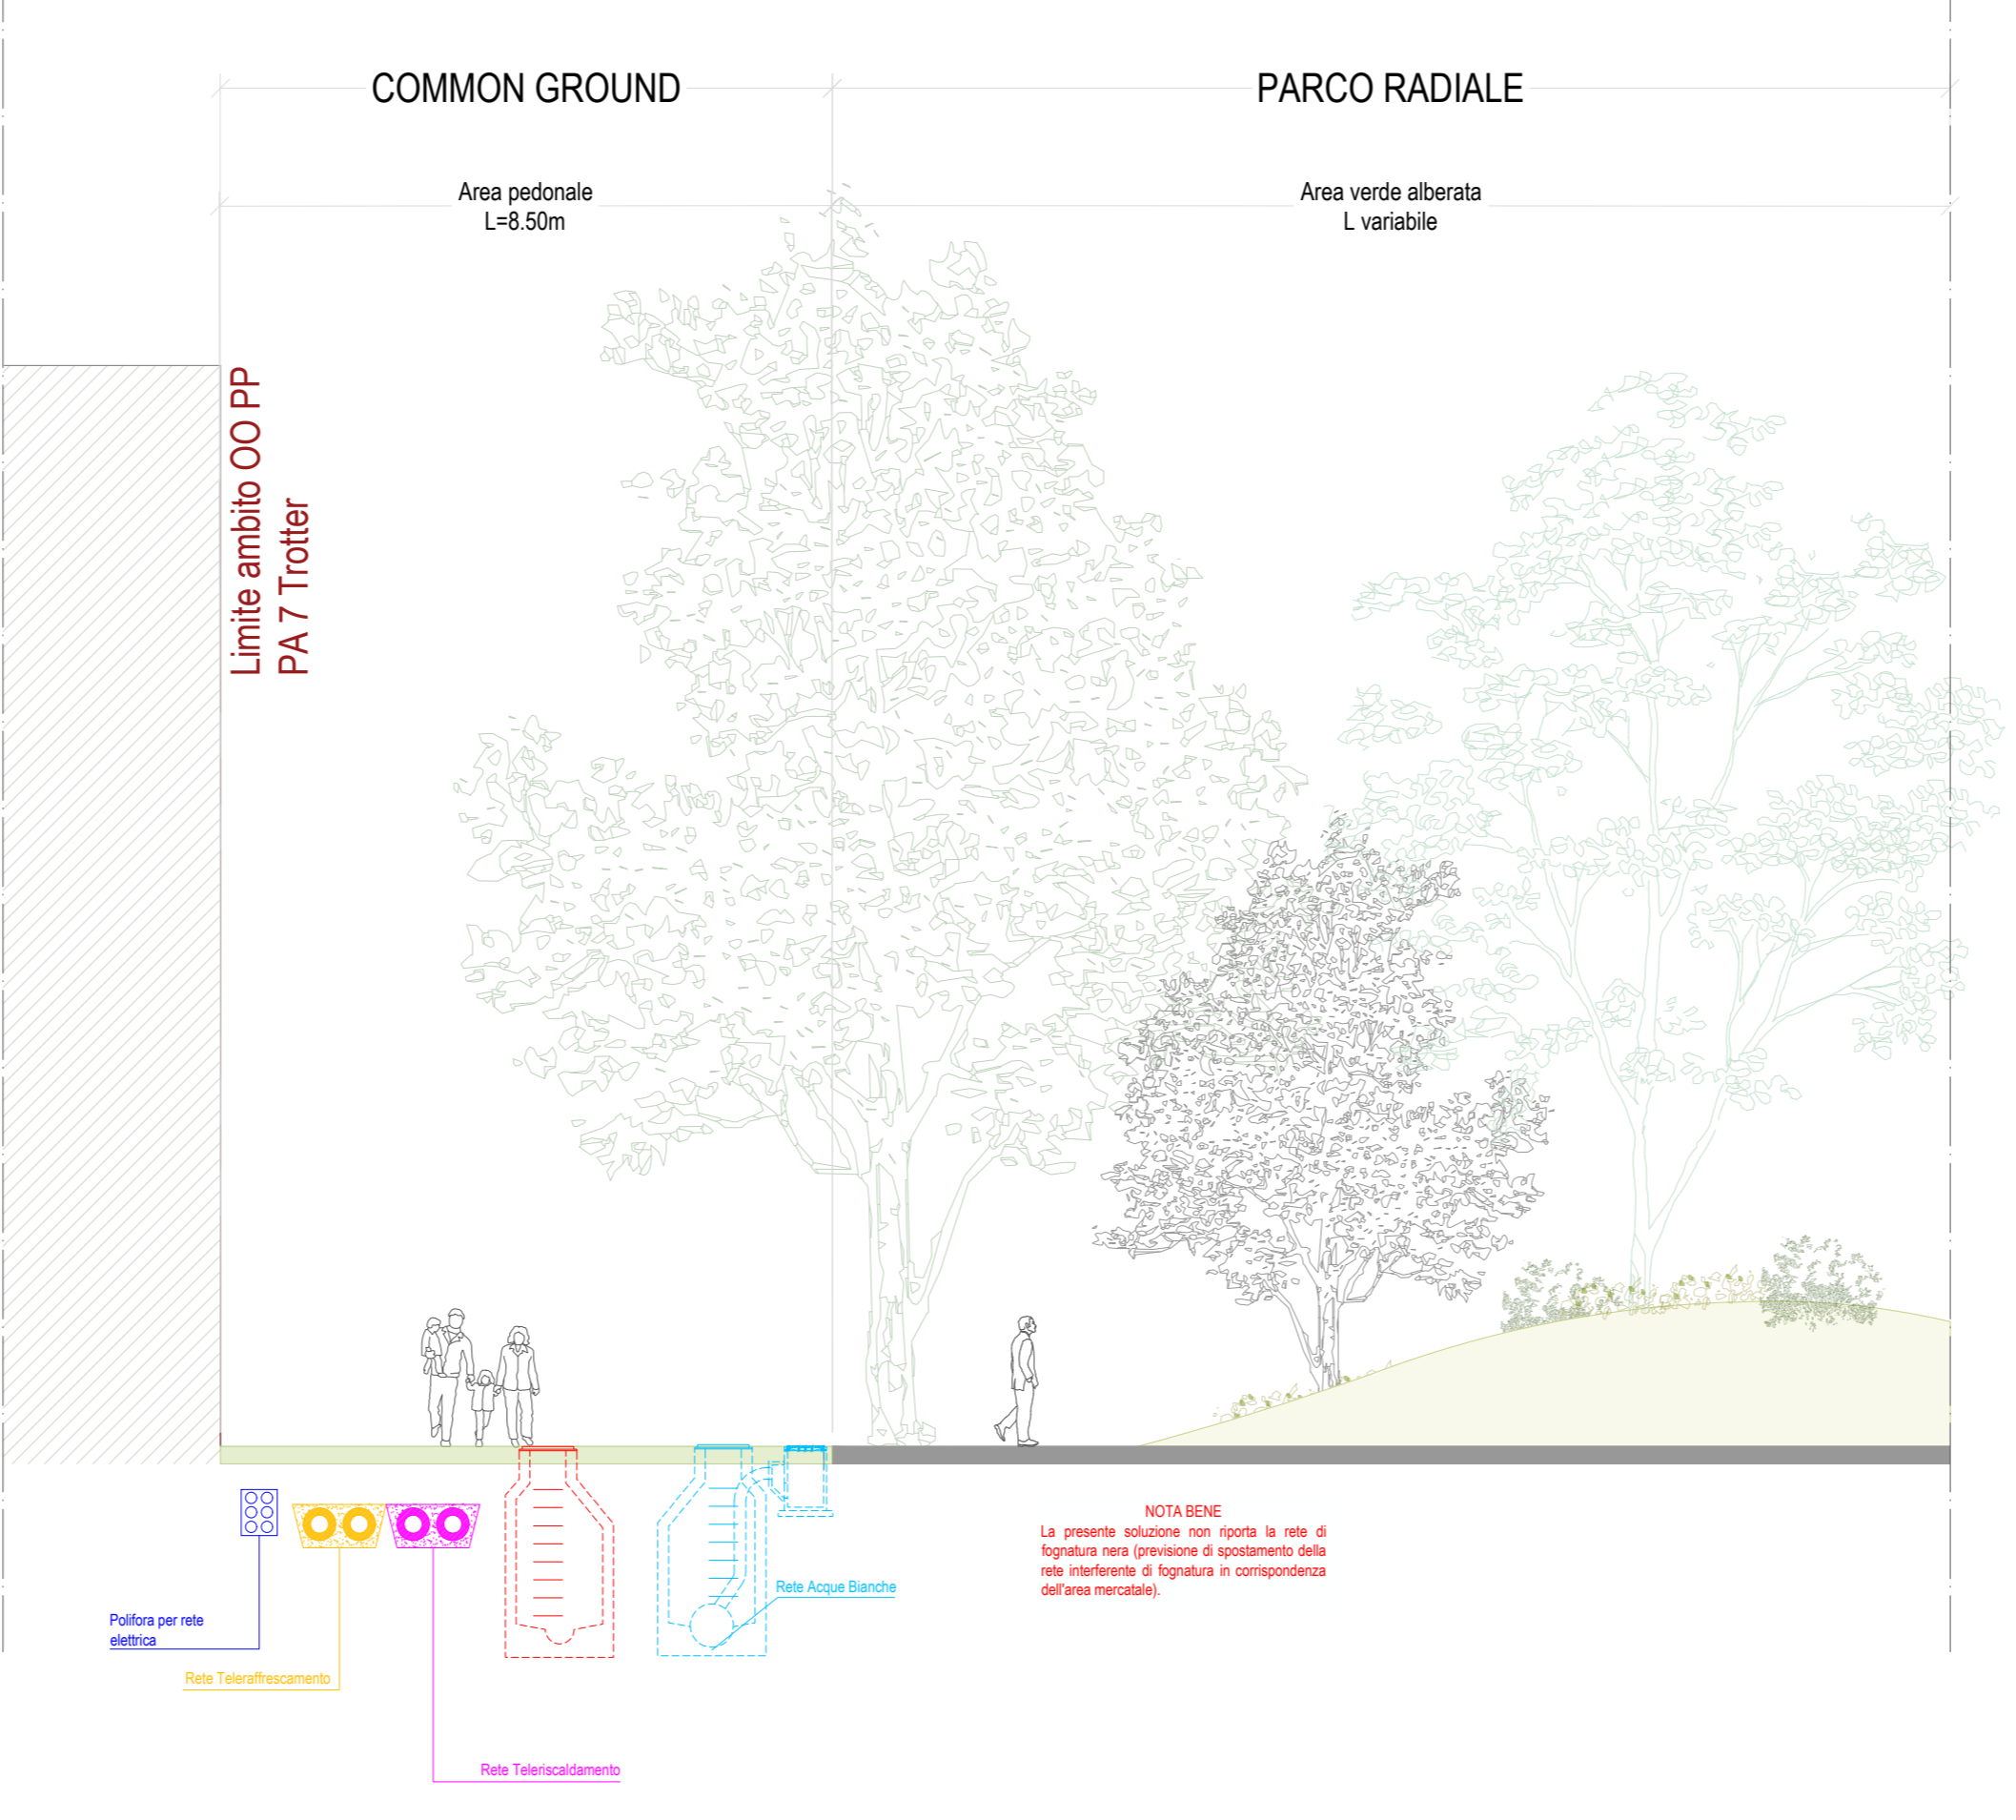 COMMON GROUND
PARCO RADIALE
Area pedonale
L=8.50m
Area verde alberata
L variabile
Limite ambito OO PP
PA 7 Trotter
NOTA BENE
La presente soluzione non riporta la rete di
fognatura nera (previsione di spostamento della
rete interferente di fognatura in corrispondenza
dell'area mercatale).
Rete Acque Bianche
Polifora per rete
elettrica
Rete Teleraffrescamento
Rete Teleriscaldamento